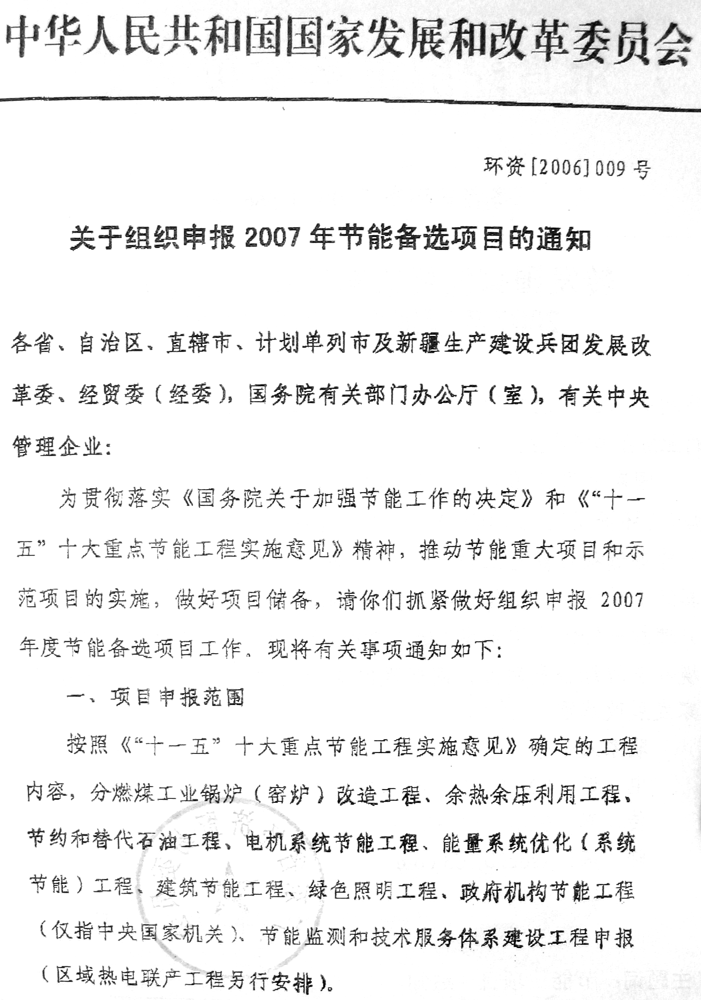 中华人民共和国国家发展和改革委员会
环资[2006]009号
关于组织申报2007年节能备选项目的通知
各省、自治区、直辖市、计划单列市及新疆生产建设兵团发展改
革委、经贸委(经委),国务院有关部门办公厅(室),有关中央
管理企业:
为贯彻落实《国务院关于加强节能工作的决定》和《“十一
五”十大重点节能工程实施意见》精神,推动节能重大项目和示
范项目的实施,做好项目储备,请你们抓紧做好组织申报 2007
年度节能备选项目工作。现将有关事项通知如下:
一、项目申报范围
按照《“十一五”十大重点节能工程实施意见》确定的工程
内容,分燃煤工业锅炉(窑炉)改造工程、余热余压利用工程、
节约和替代石油工程、电机系统节能工程、能量系统优化(系统
节能)工程、建筑节能工程、绿色照明工程、政府机构节能工程
(仅指中央国家机关)、节能监测和技术服务体系建设工程申报
(区域热电联产工程另行安排)。